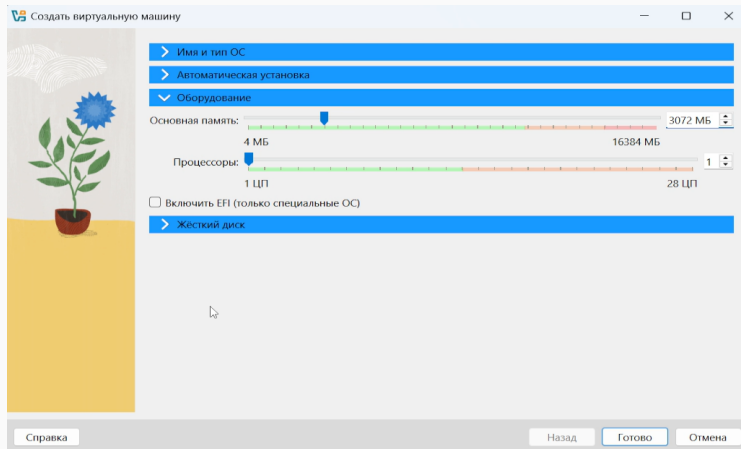 Создать виртуальную машину
Имя и тип ОС
Автоматическая установка
Оборудование
Основная память: 3072 МБ
4 МБ 16384 МБ
Процессоры: 1
1 ЦП 28 ЦП
Включить EFI (только специальные ОС)
Жёсткий диск
Справка Назад Готово Отмена